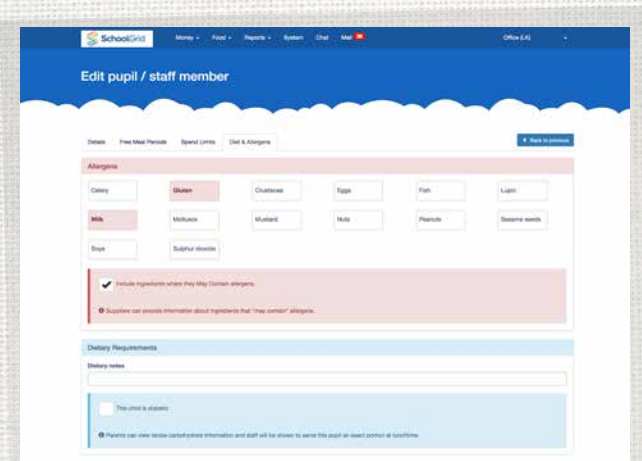 SchoolGrid Money Food Reports System Chat Mail Office (LK)
Edit pupil / staff member
Details Free Meal Periods Spend Limits Diet & Allergens Back to previous
Allergens
Celery Gluten Crustacea Eggs Fish Lupin
Milk Molluscs Mustard Nuts Peanuts Sesame seeds
Soya Sulphur dioxide
Include ingredients where they May Contain allergens.
Suppliers can provide information about ingredients that "may contain" allergens.
Dietary Requirements
Dietary notes
This child is diabetic
Parents can view recipe carbohydrate information and staff will be shown to serve this pupil an exact portion at lunchtime.